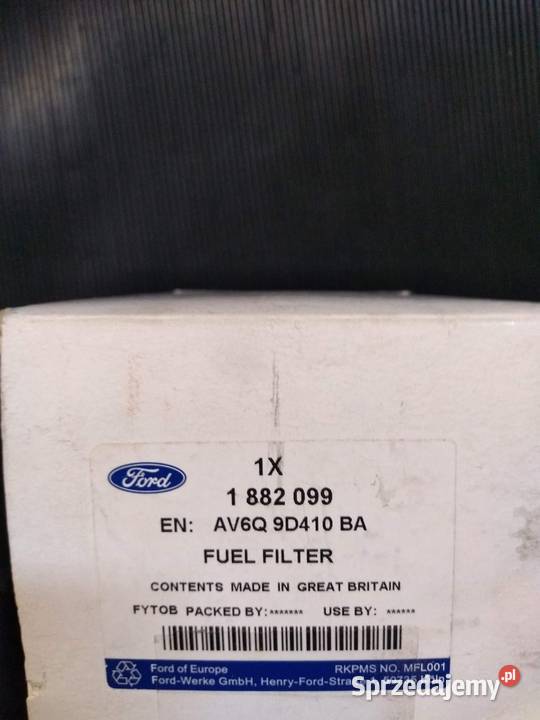 Ford
1X
1 882 099
EN: AV6Q 9D410 BA
FUEL FILTER
CONTENTS MADE IN GREAT BRITAIN
FYTOB PACKED BY:******* USE BY: ******
Ford of Europe RKPMS NO. MFL001
Ford-Werke GmbH, Henry-Ford-Stra
Sprzedajemy.pl